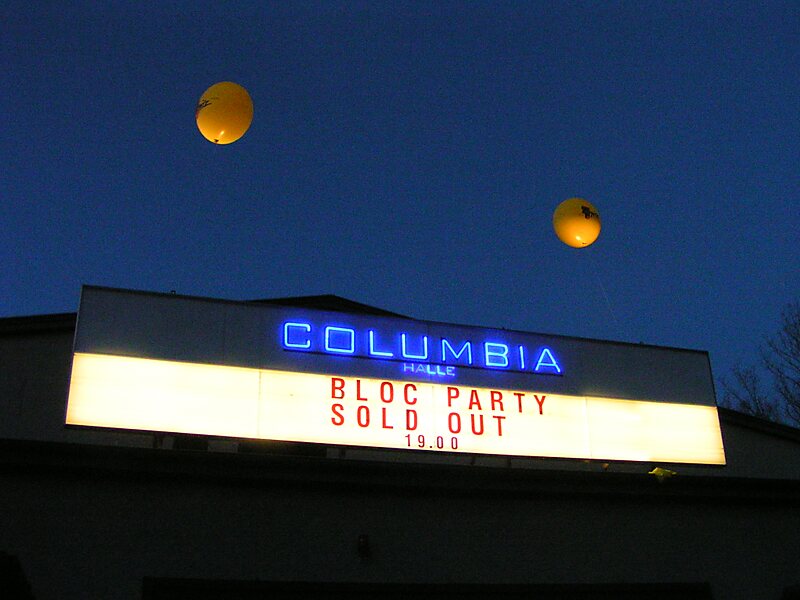 COLUMBIA
HALLE
BLOC PARTY
SOLD OUT
19.00